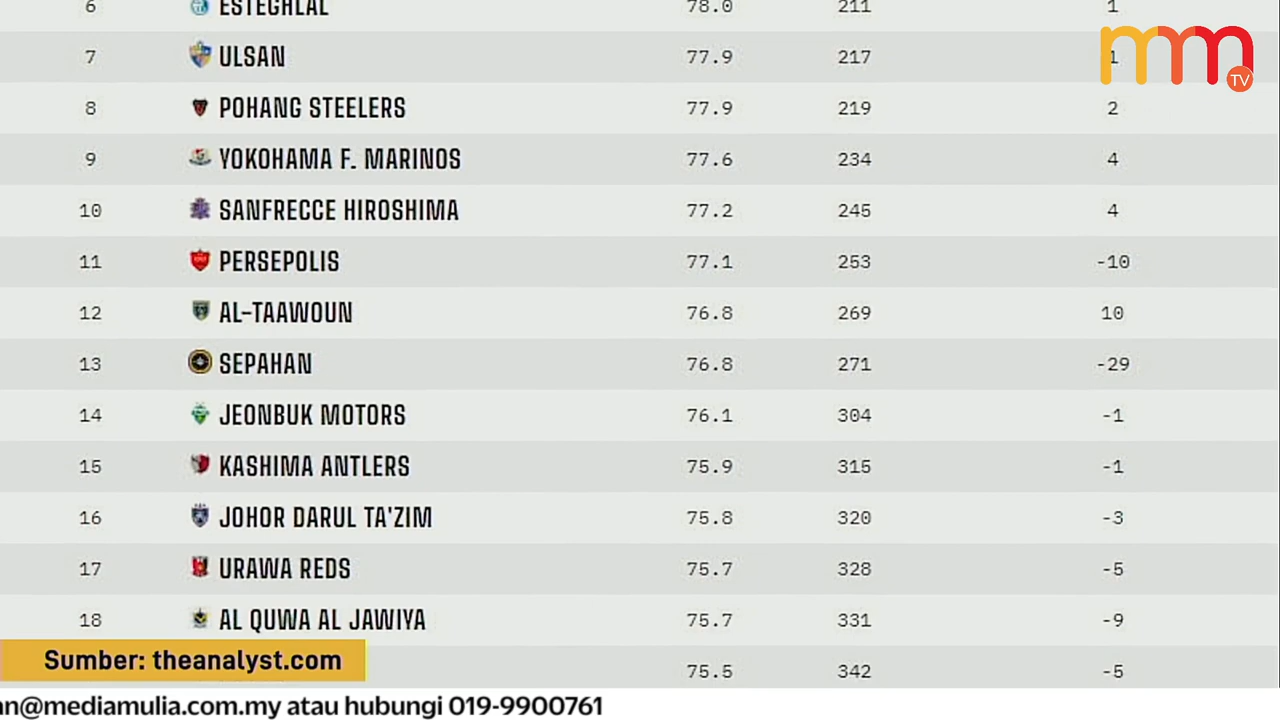 6 ESTEGHLAL 78.0 211 1
7 ULSAN 77.9 217 1
8 POHANG STEELERS 77.9 219 2
9 YOKOHAMA F. MARINOS 77.6 234 4
10 SANFRECCE HIROSHIMA 77.2 245 4
11 PERSEPOLIS 77.1 253 -10
12 AL-TAAWOUN 76.8 269 10
13 SEPAHAN 76.8 271 -29
14 JEONBUK MOTORS 76.1 304 -1
15 KASHIMA ANTLERS 75.9 315 -1
16 JOHOR DARUL TA'ZIM 75.8 320 -3
17 URAWA REDS 75.7 328 -5
18 AL QUWA AL JAWIYA 75.7 331 -9
75.5 342 -5
mm
TV
Sumber: theanalyst.com
an@mediamulia.com.my atau hubungi 019-9900761